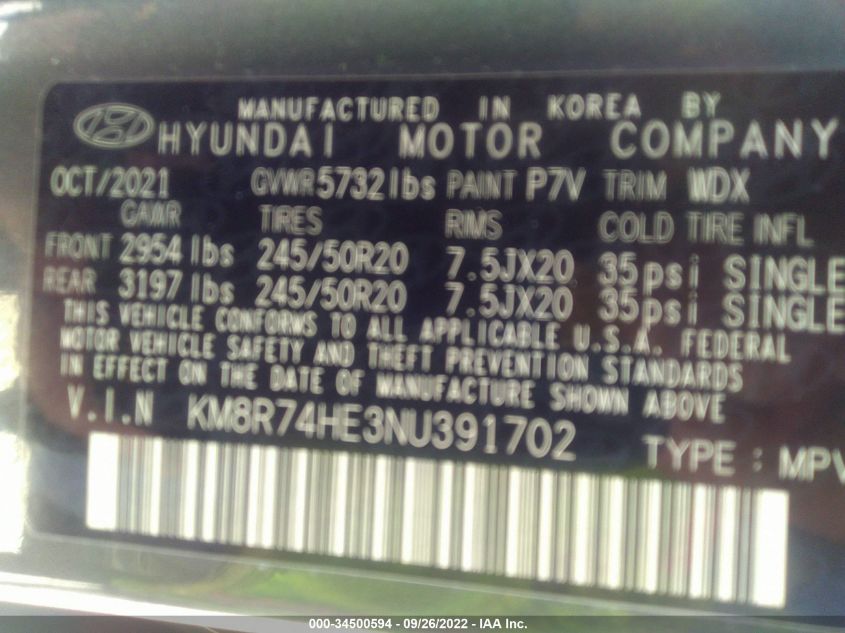 MANUFACTURED IN KOREA BY
HYUNDAI MOTOR COMPANY
OCT/2021 GVWR 5732 lbs PAINT P7V TRIM WDX
GAWR TIRES RIMS COLD TIRE INFL
FRONT 2954 lbs 245/50R20 7.5JX20 35psi SINGLE
REAR 3197 lbs 245/50R20 7.5JX20 35psi SINGLE
THIS VEHICLE CONFORMS TO ALL APPLICABLE U.S.A. FEDERAL
MOTOR VEHICLE SAFETY AND THEFT PREVENTION STANDARDS
IN EFFECT ON THE DATE OF MANUFACTURE SHOWN ABOVE
V.I.N KM8R74HE3NU391702
TYPE : MPV
000-34500594 - 09/26/2022 - IAA Inc.